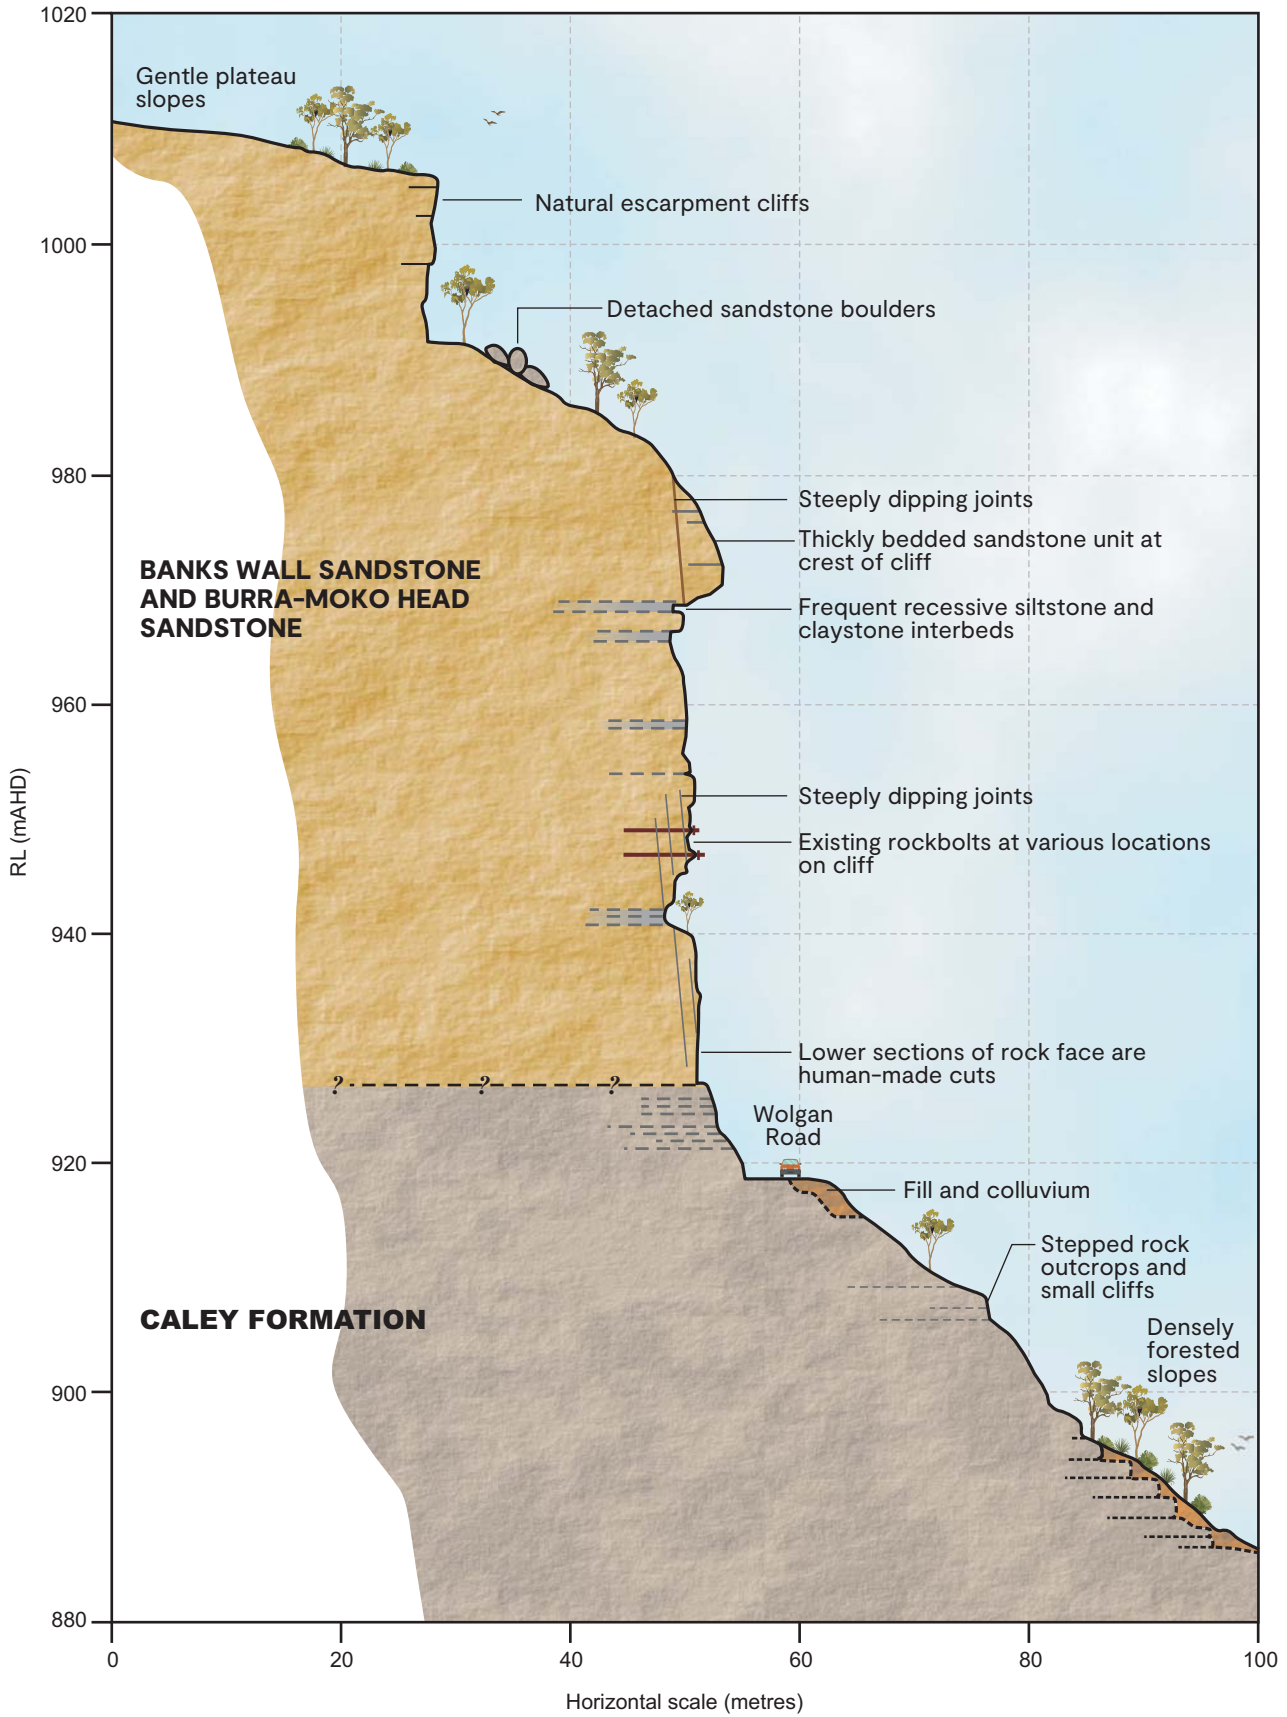 1020
Gentle plateau
slopes
Natural escarpment cliffs
1000
Detached sandstone boulders
980
Steeply dipping joints
Thickly bedded sandstone unit at
crest of cliff
BANKS WALL SANDSTONE
AND BURRA-MOKO HEAD
SANDSTONE
Frequent recessive siltstone and
claystone interbeds
960
Steeply dipping joints
RL (mAHD)
Existing rockbolts at various locations
on cliff
940
Lower sections of rock face are
human-made cuts
? ? ?
Wolgan
Road
920
Fill and colluvium
Stepped rock
outcrops and
small cliffs
CALEY FORMATION
Densely
forested
slopes
900
880
0 20 40 60 80 100
Horizontal scale (metres)